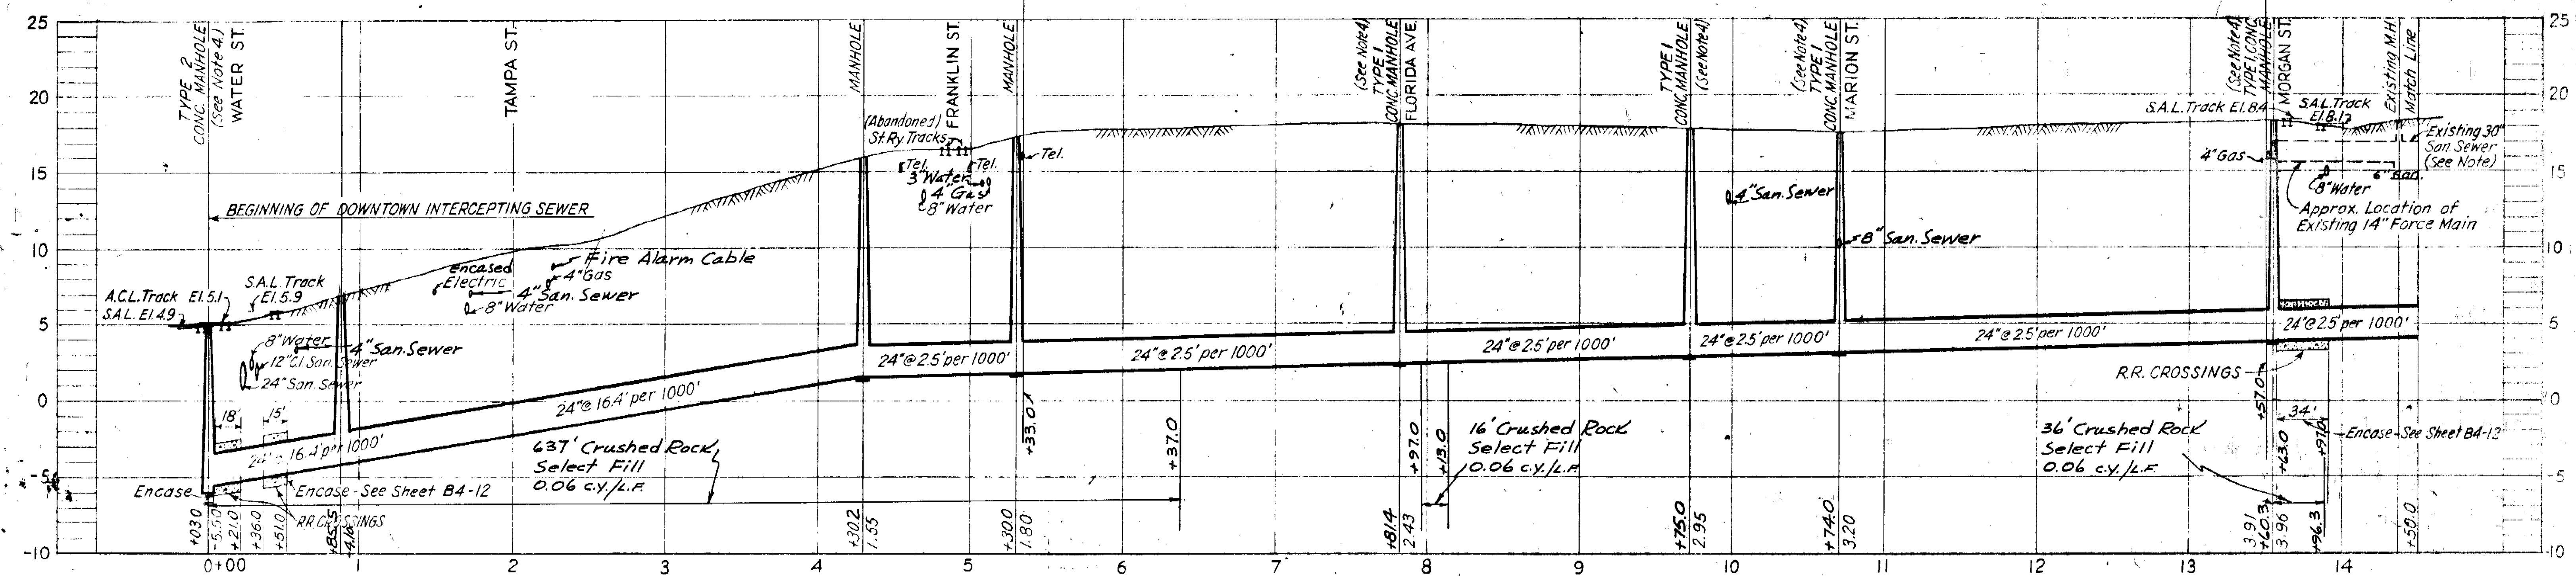 25
20
15
10
5
0
-5
-10
TYPE 2
CONC. MANHOLE
(See Note 4.)
WATER ST.
TAMPA ST.
MANHOLE
(Abandoned)
St. Ry. Tracks
FRANKLIN ST.
MANHOLE
(See Note 4)
TYPE 1
CONC. MANHOLE
FLORIDA AVE.
TYPE 1
CONC. MANHOLE
(See Note 4)
(See Note 4)
TYPE 1
CONC. MANHOLE
MARION ST.
(See Note 4)
TYPE 1, CONC.
MANHOLE
MORGAN ST.
Existing M.H.
Match Line
25
20
15
10
5
0
-10
S.A.L. Track El. 8.4
S.A.L. Track
El. 8.1
Existing 30"
San. Sewer
(See Note)
4" Gas
8" Water
6" San.
Approx. Location of
Existing 14" Force Main
Tel.
3" Water
4" Gas
8" Water
Tel.
Tel.
4" San. Sewer
8" San. Sewer
BEGINNING OF DOWNTOWN INTERCEPTING SEWER
Fire Alarm Cable
encased
Electric
4" Gas
4" San. Sewer
8" Water
A.C.L. Track El. 5.1
S.A.L. El. 4.9
S.A.L. Track
El. 5.9
8" Water
4" San. Sewer
12" C.I. San. Sewer
24" San. Sewer
18'
15'
24" @ 16.4' per 1000'
24" @ 16.4' per 1000'
24" @ 2.5' per 1000'
24" @ 2.5' per 1000'
24" @ 2.5' per 1000'
24" @ 2.5' per 1000'
24" @ 2.5' per 1000'
24" @ 2.5' per 1000'
R.R. CROSSINGS
34'
Encase-See Sheet B4-12
637' Crushed Rock
Select Fill
0.06 c.y./L.F.
16' Crushed Rock
Select Fill
0.06 c.y./L.F.
36' Crushed Rock
Select Fill
0.06 c.y./L.F.
Encase
Encase-See Sheet B4-12
R.R. CROSSINGS
+03.0
-5.50
+21.0
+36.0
+51.0
+85.5
+30.2
1.55
+30.0
1.80
+33.0
+37.0
+81.4
2.43
+97.0
+13.0
+75.0
2.95
+74.0
3.20
+57.0
3.91
+60.3
3.96
+63.0
+97.0
+96.3
+50.0
0+00
1
2
3
4
5
6
7
8
9
10
11
12
13
14